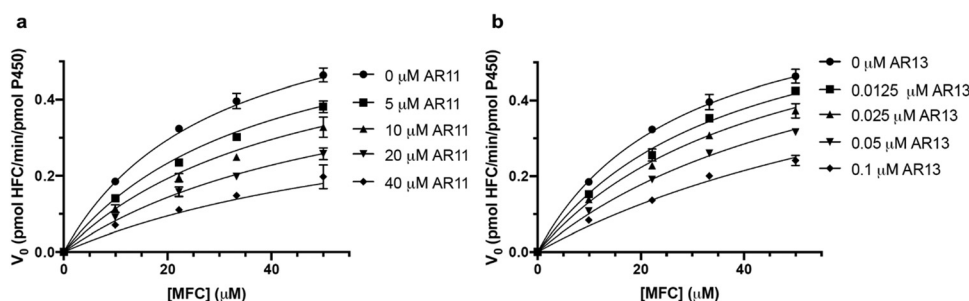 a
V₀ (pmol HFC/min/pmol P450)
0.4
0.2
0.0
0
20
40
[MFC] (μM)
0 μM AR11
5 μM AR11
10 μM AR11
20 μM AR11
40 μM AR11
b
V₀ (pmol HFC/min/pmol P450)
0.4
0.2
0.0
0
20
40
[MFC] (μM)
0 μM AR13
0.0125 μM AR13
0.025 μM AR13
0.05 μM AR13
0.1 μM AR13